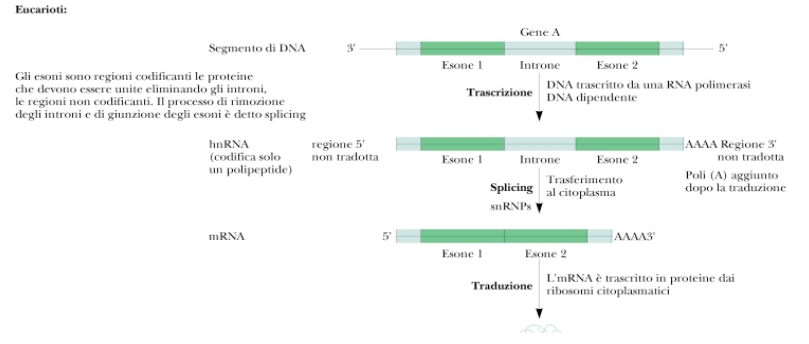 Eucarioti:
Gene A
Segmento di DNA 3' 5'
Esone 1 Introne Esone 2
Gli esoni sono regioni codificanti le proteine
che devono essere unite eliminando gli introni,
le regioni non codificanti. Il processo di rimozione
degli introni e di giunzione degli esoni è detto splicing
Trascrizione
DNA trascritto da una RNA polimerasi
DNA dipendente
hnRNA
(codifica solo
un polipeptide)
regione 5'
non tradotta
AAAA Regione 3'
non tradotta
Esone 1 Introne Esone 2
Poli (A) aggiunto
dopo la traduzione
Splicing
snRNPs
Trasferimento
al citoplasma
mRNA 5' AAAA3'
Esone 1 Esone 2
Traduzione
L'mRNA è trascritto in proteine dai
ribosomi citoplasmatici